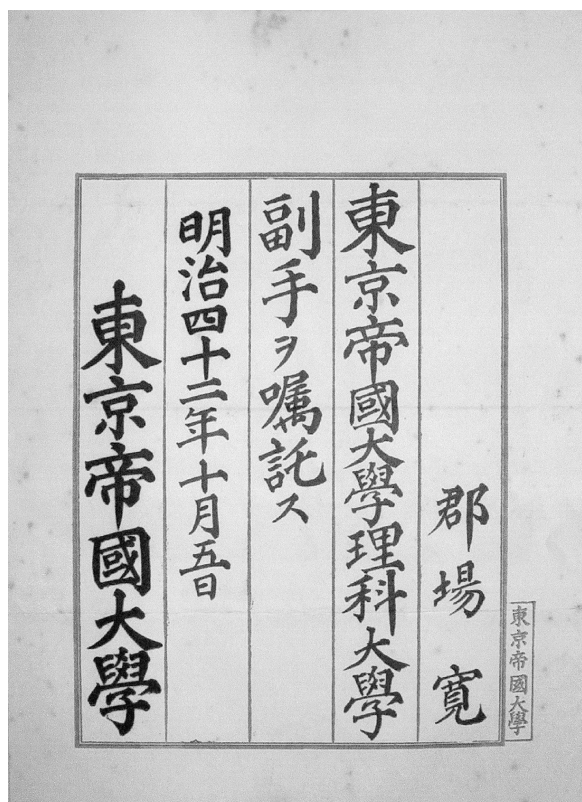 郡場寛
東京帝國大學理科大學
副手ヲ嘱託ス
明治四十二年十月五日
東京帝國大學
東京帝國大學